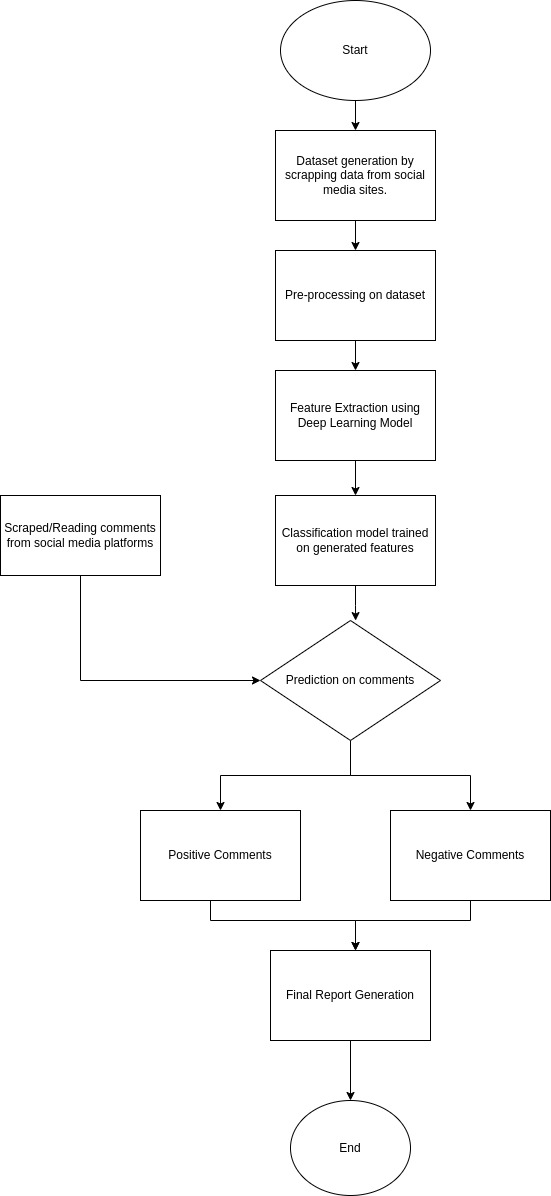 Start
Dataset generation by
scrapping data from social
media sites.
Pre-processing on dataset
Feature Extraction using
Deep Learning Model
Scraped/Reading comments
from social media platforms
Classification model trained
on generated features
Prediction on comments
Positive Comments
Negative Comments
Final Report Generation
End